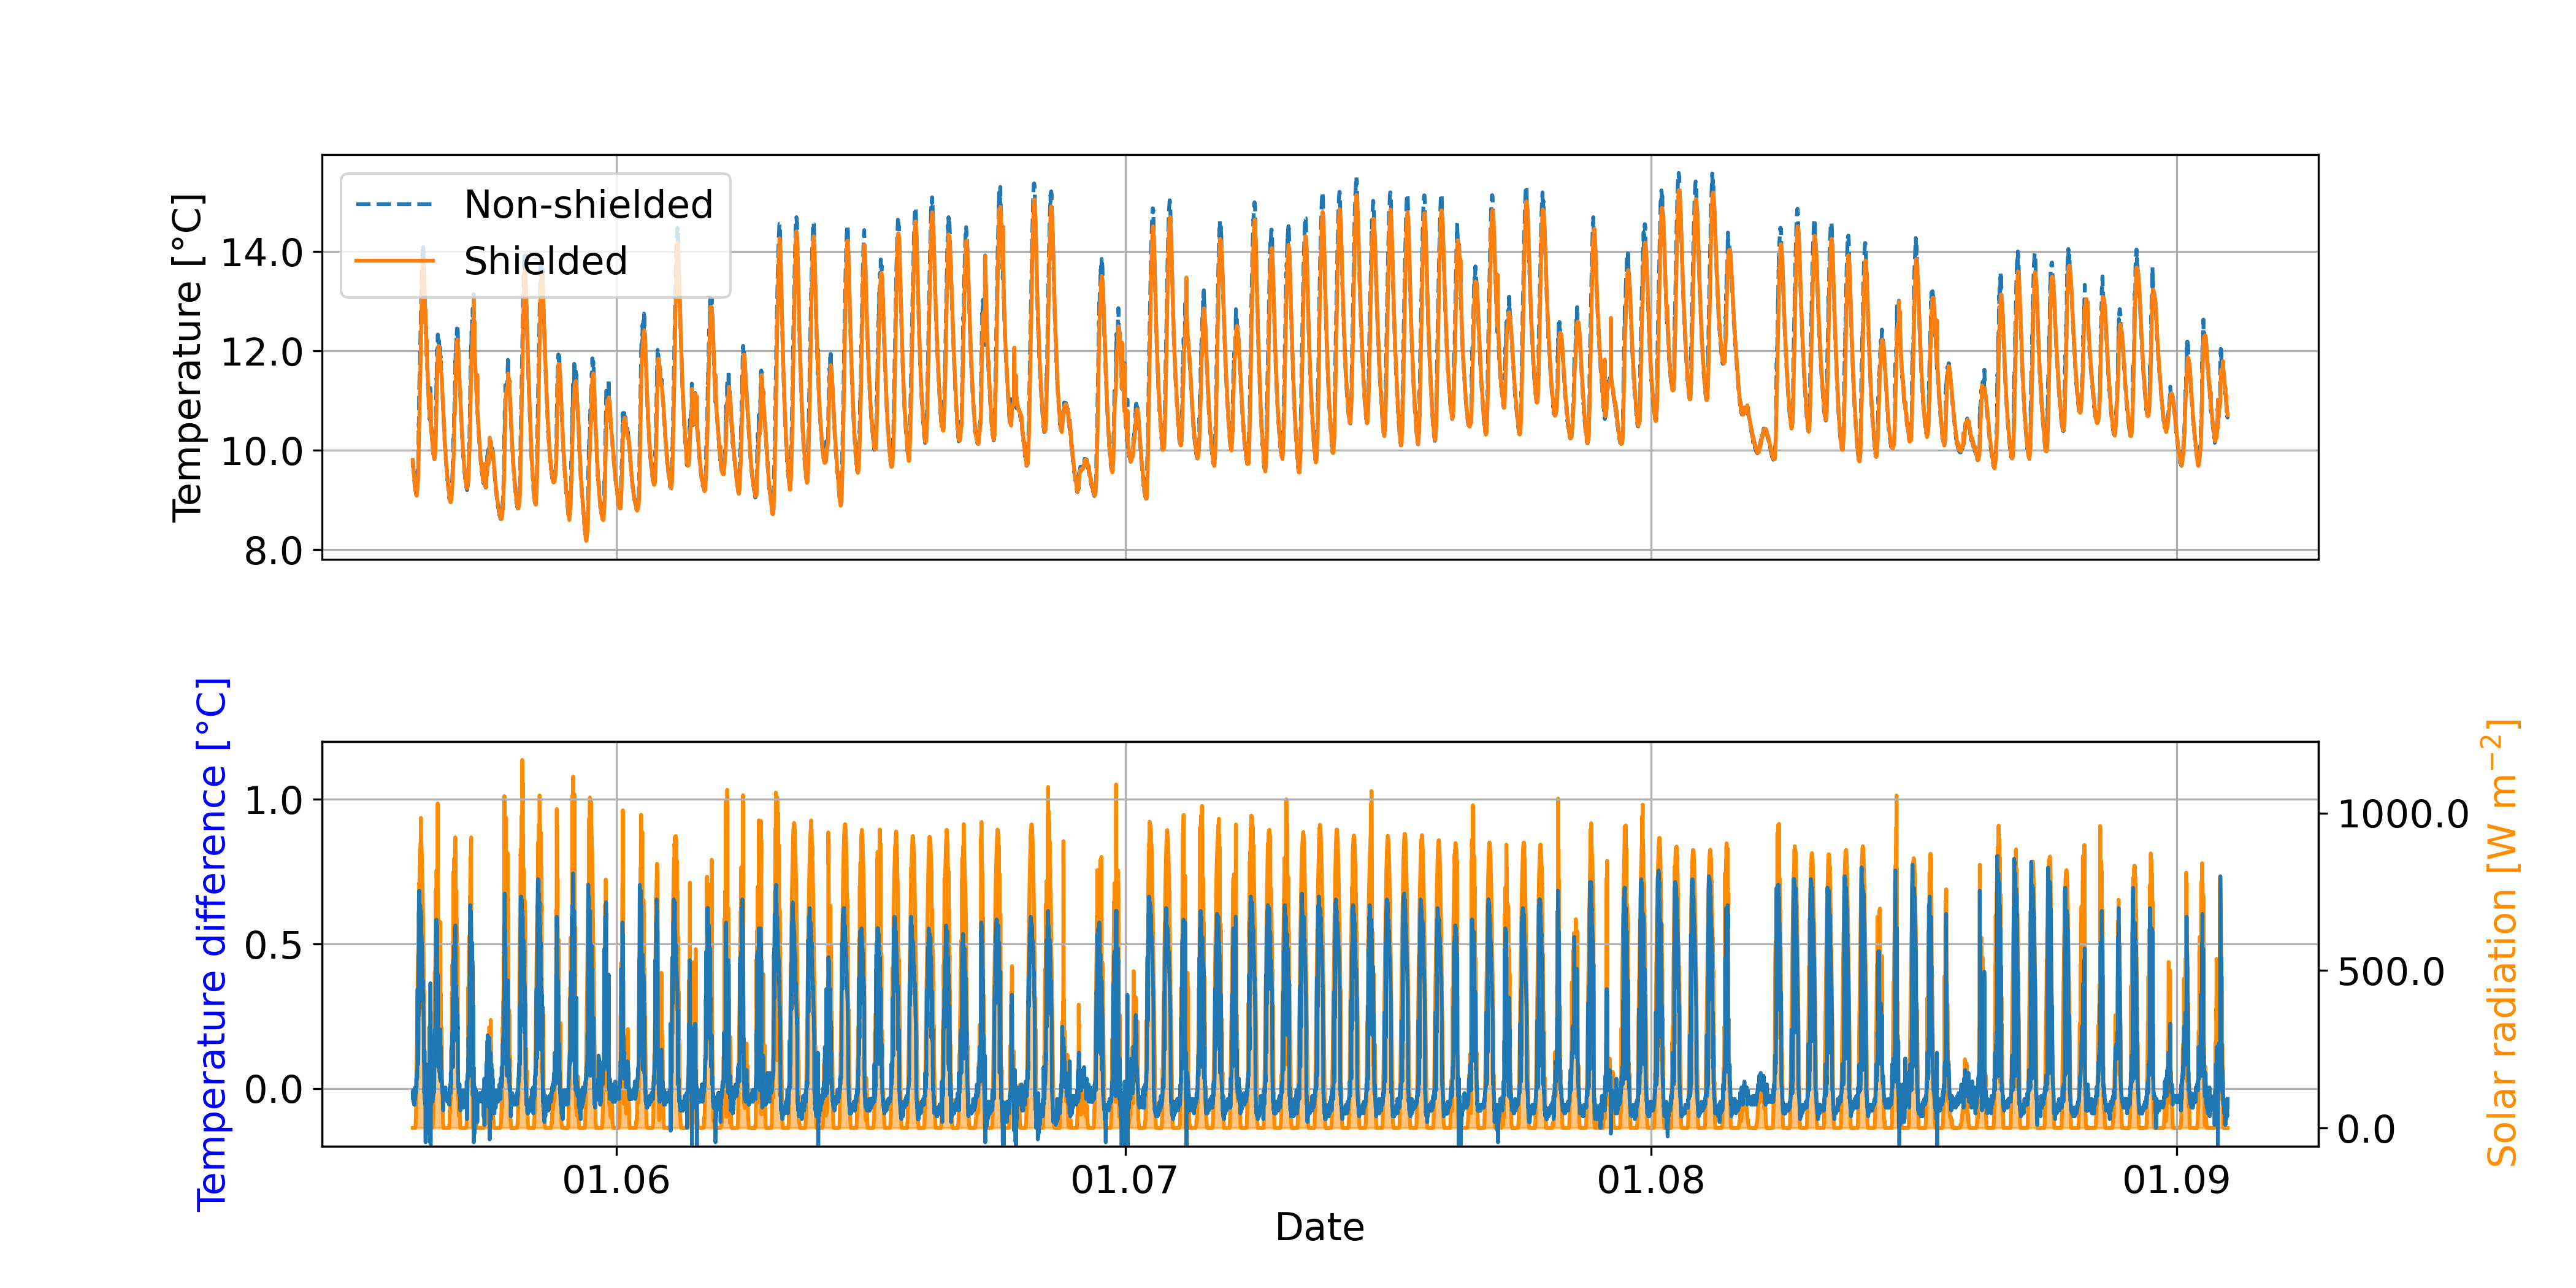 Temperature [°C]
14.0
12.0
10.0
8.0
Non-shielded
Shielded
Temperature difference [°C]
1.0
0.5
0.0
1000.0
500.0
0.0
Solar radiation [W m⁻²]
01.06
01.07
01.08
01.09
Date